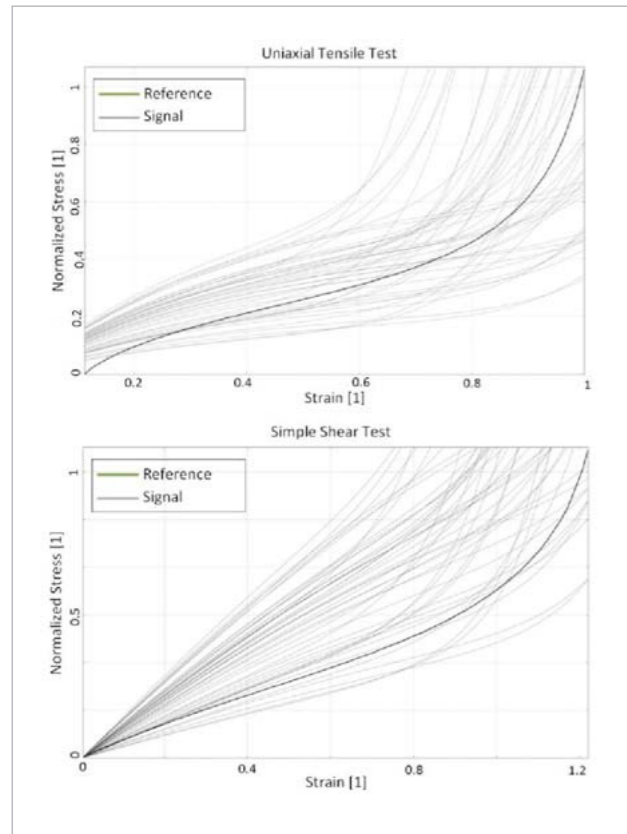 Uniaxial Tensile Test
Reference
Signal
Normalized Stress [1]
1
0.8
0.6
0.4
0.2
0
0.2
0.4
0.6
0.8
1
Strain [1]
Simple Shear Test
Reference
Signal
Normalized Stress [1]
1
0.5
0
0
0.4
0.8
1.2
Strain [1]